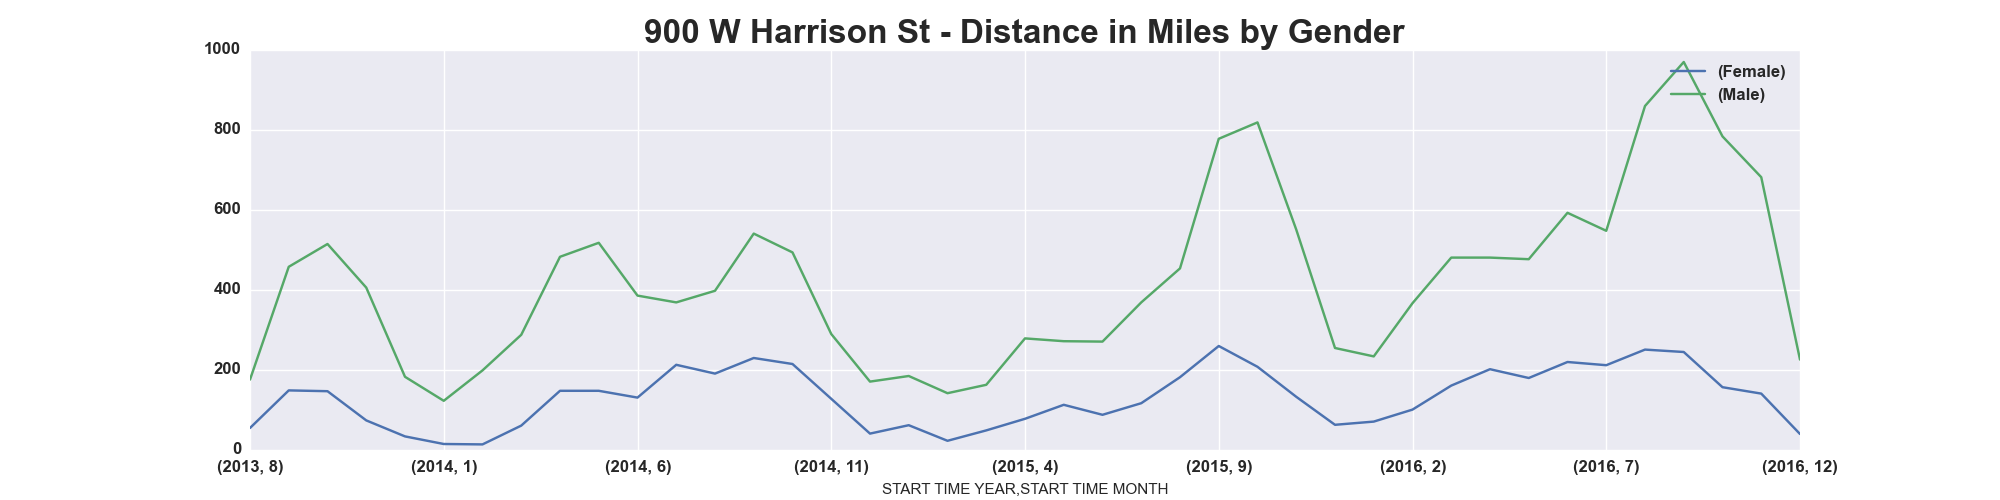 900 W Harrison St - Distance in Miles by Gender
1000
800
600
400
200
0
(Female)
(Male)
(2013, 8) (2014, 1) (2014, 6) (2014, 11) (2015, 4) (2015, 9) (2016, 2) (2016, 7) (2016, 12)
START TIME YEAR,START TIME MONTH